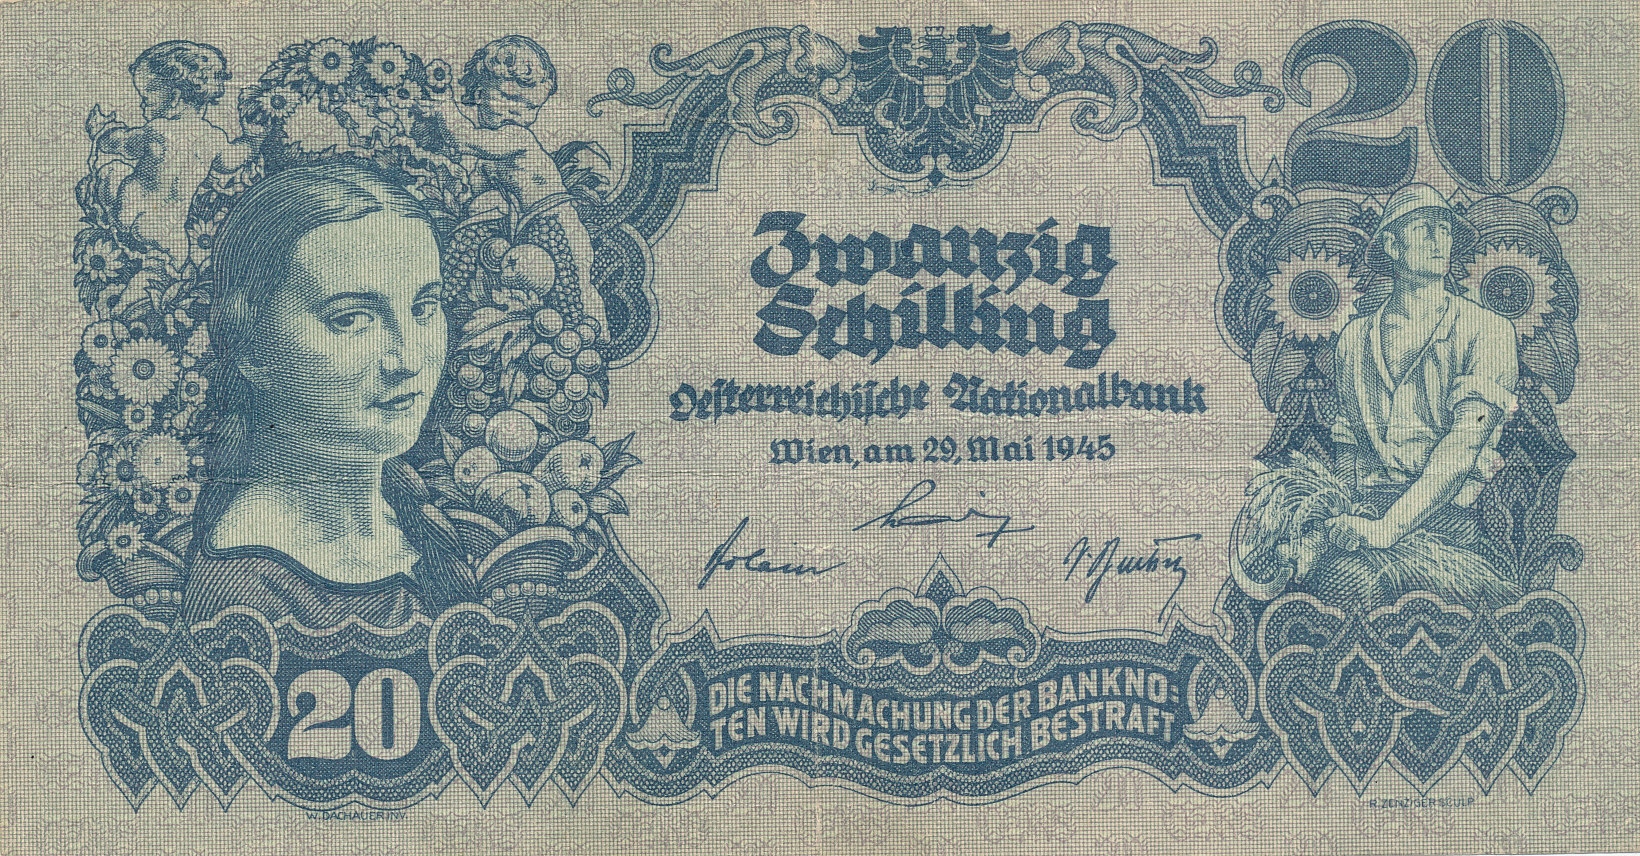 20
Zwanzig
Schilling
Oesterreichische Nationalbank
Wien, am 29. Mai 1945
20
DIE NACHMACHUNG DER BANKNO=
TEN WIRD GESETZLICH BESTRAFT
W. DACHAUER INV.
R. ZENZIGER SCULP.